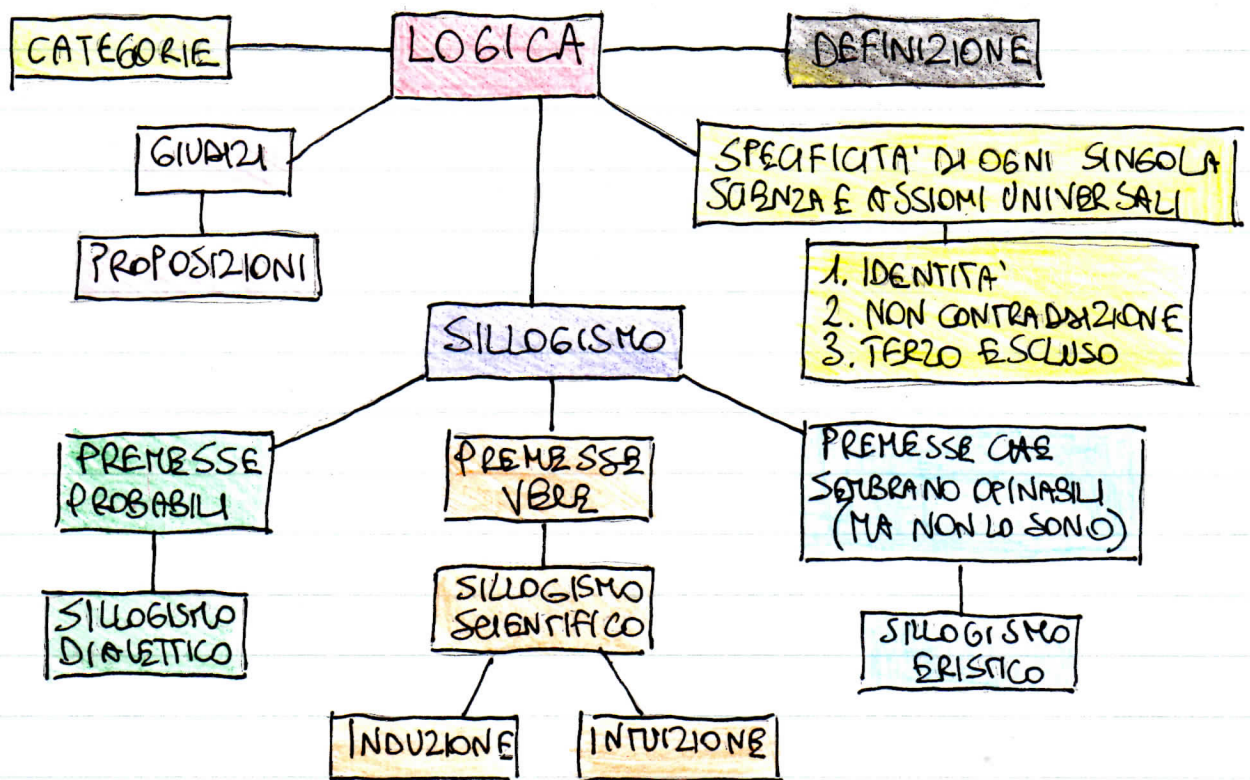 CATEGORIE
LOGICA
DEFINIZIONE
GIUDIZI
PROPOSIZIONI
SPECIFICITA' DI OGNI SINGOLA
SCIENZA E ASSIOMI UNIVERSALI
1. IDENTITA'
2. NON CONTRADDIZIONE
3. TERZO ESCLUSO
SILLOGISMO
PREMESSE
PROBABILI
PREMESSE
VERE
PREMESSE CHE
SEMBRANO OPINABILI
(MA NON LO SONO)
SILLOGISMO
DIALETTICO
SILLOGISMO
SCIENTIFICO
SILLOGISMO
ERISTICO
INDUZIONE
INTUIZIONE